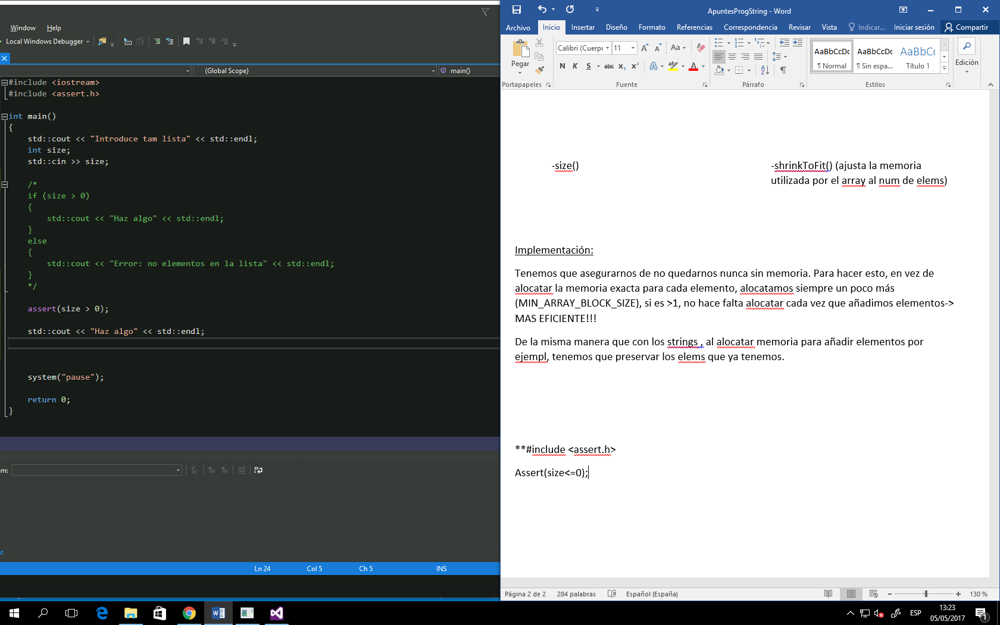 Window Help
Local Windows Debugger
(Global Scope)
main()
#include <iostream>
#include <assert.h>
int main()
{
std::cout << "Introduce tam lista" << std::endl;
int size;
std::cin >> size;
/*
if (size > 0)
{
std::cout << "Haz algo" << std::endl;
}
else
{
std::cout << "Error: no elementos en la lista" << std::endl;
}
*/
assert(size > 0);
std::cout << "Haz algo" << std::endl;
system("pause");
return 0;
}
om:
ut
Ln 24 Col 5 Ch 5 INS
ApuntesProgString - Word
Archivo Inicio Insertar Diseño Formato Referencias Correspondencia Revisar Vista Indicar... Iniciar sesión Compartir
Pegar
Calibri (Cuerpo 11
Aa
N K S abc x₂ x² A A
AaBbCcDc AaBbCcDc AaBbCc
¶ Normal ¶ Sin espa... Título 1
Edición
Portapapeles Fuente Párrafo Estilos
-size()
-shrinkToFit() (ajusta la memoria
utilizada por el array al num de elems)
Implementación:
Tenemos que asegurarnos de no quedarnos nunca sin memoria. Para hacer esto, en vez de
alocatar la memoria exacta para cada elemento, alocatamos siempre un poco más
(MIN_ARRAY_BLOCK_SIZE), si es >1, no hace falta alocatar cada vez que añadimos elementos->
MAS EFICIENTE!!!
De la misma manera que con los strings , al alocatar memoria para añadir elementos por
ejempl, tenemos que preservar los elems que ya tenemos.
**#include <assert.h>
Assert(size<=0);
Página 2 de 2 284 palabras Español (España) 130 %
ESP
13:23
05/05/2017
1